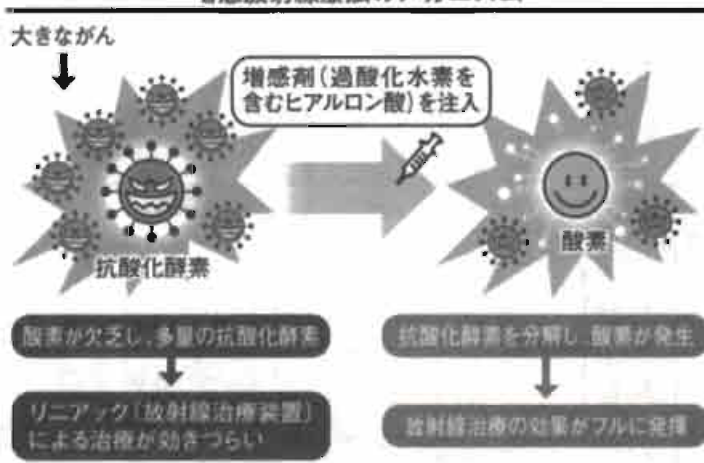 大きながん
増感剤(過酸化水素を
含むヒアルロン酸)を注入
抗酸化酵素
酸素
酸素が欠乏し、多量の抗酸化酵素
抗酸化酵素を分解し、酸素が発生
リニアック(放射線治療装置)
による治療が効きづらい
放射線治療の効果がフルに発揮